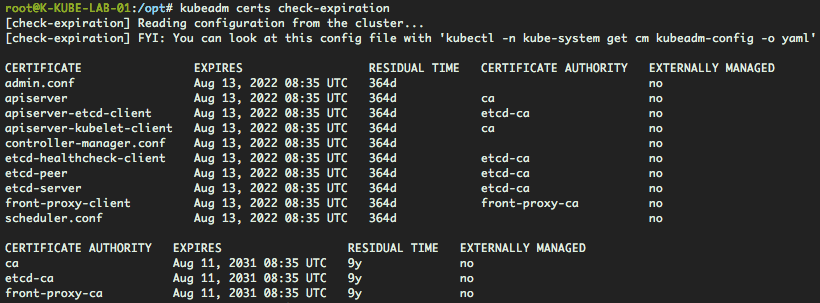 root@K-KUBE-LAB-01:/opt# kubeadm certs check-expiration
[check-expiration] Reading configuration from the cluster...
[check-expiration] FYI: You can look at this config file with 'kubectl -n kube-system get cm kubeadm-config -o yaml'

CERTIFICATE                EXPIRES                  RESIDUAL TIME   CERTIFICATE AUTHORITY   EXTERNALLY MANAGED
admin.conf                 Aug 13, 2022 08:35 UTC   364d                                    no
apiserver                  Aug 13, 2022 08:35 UTC   364d            ca                      no
apiserver-etcd-client      Aug 13, 2022 08:35 UTC   364d            etcd-ca                 no
apiserver-kubelet-client   Aug 13, 2022 08:35 UTC   364d            ca                      no
controller-manager.conf    Aug 13, 2022 08:35 UTC   364d                                    no
etcd-healthcheck-client    Aug 13, 2022 08:35 UTC   364d            etcd-ca                 no
etcd-peer                  Aug 13, 2022 08:35 UTC   364d            etcd-ca                 no
etcd-server                Aug 13, 2022 08:35 UTC   364d            etcd-ca                 no
front-proxy-client         Aug 13, 2022 08:35 UTC   364d            front-proxy-ca          no
scheduler.conf             Aug 13, 2022 08:35 UTC   364d                                    no

CERTIFICATE AUTHORITY   EXPIRES                  RESIDUAL TIME   EXTERNALLY MANAGED
ca                      Aug 11, 2031 08:35 UTC   9y              no
etcd-ca                 Aug 11, 2031 08:35 UTC   9y              no
front-proxy-ca          Aug 11, 2031 08:35 UTC   9y              no